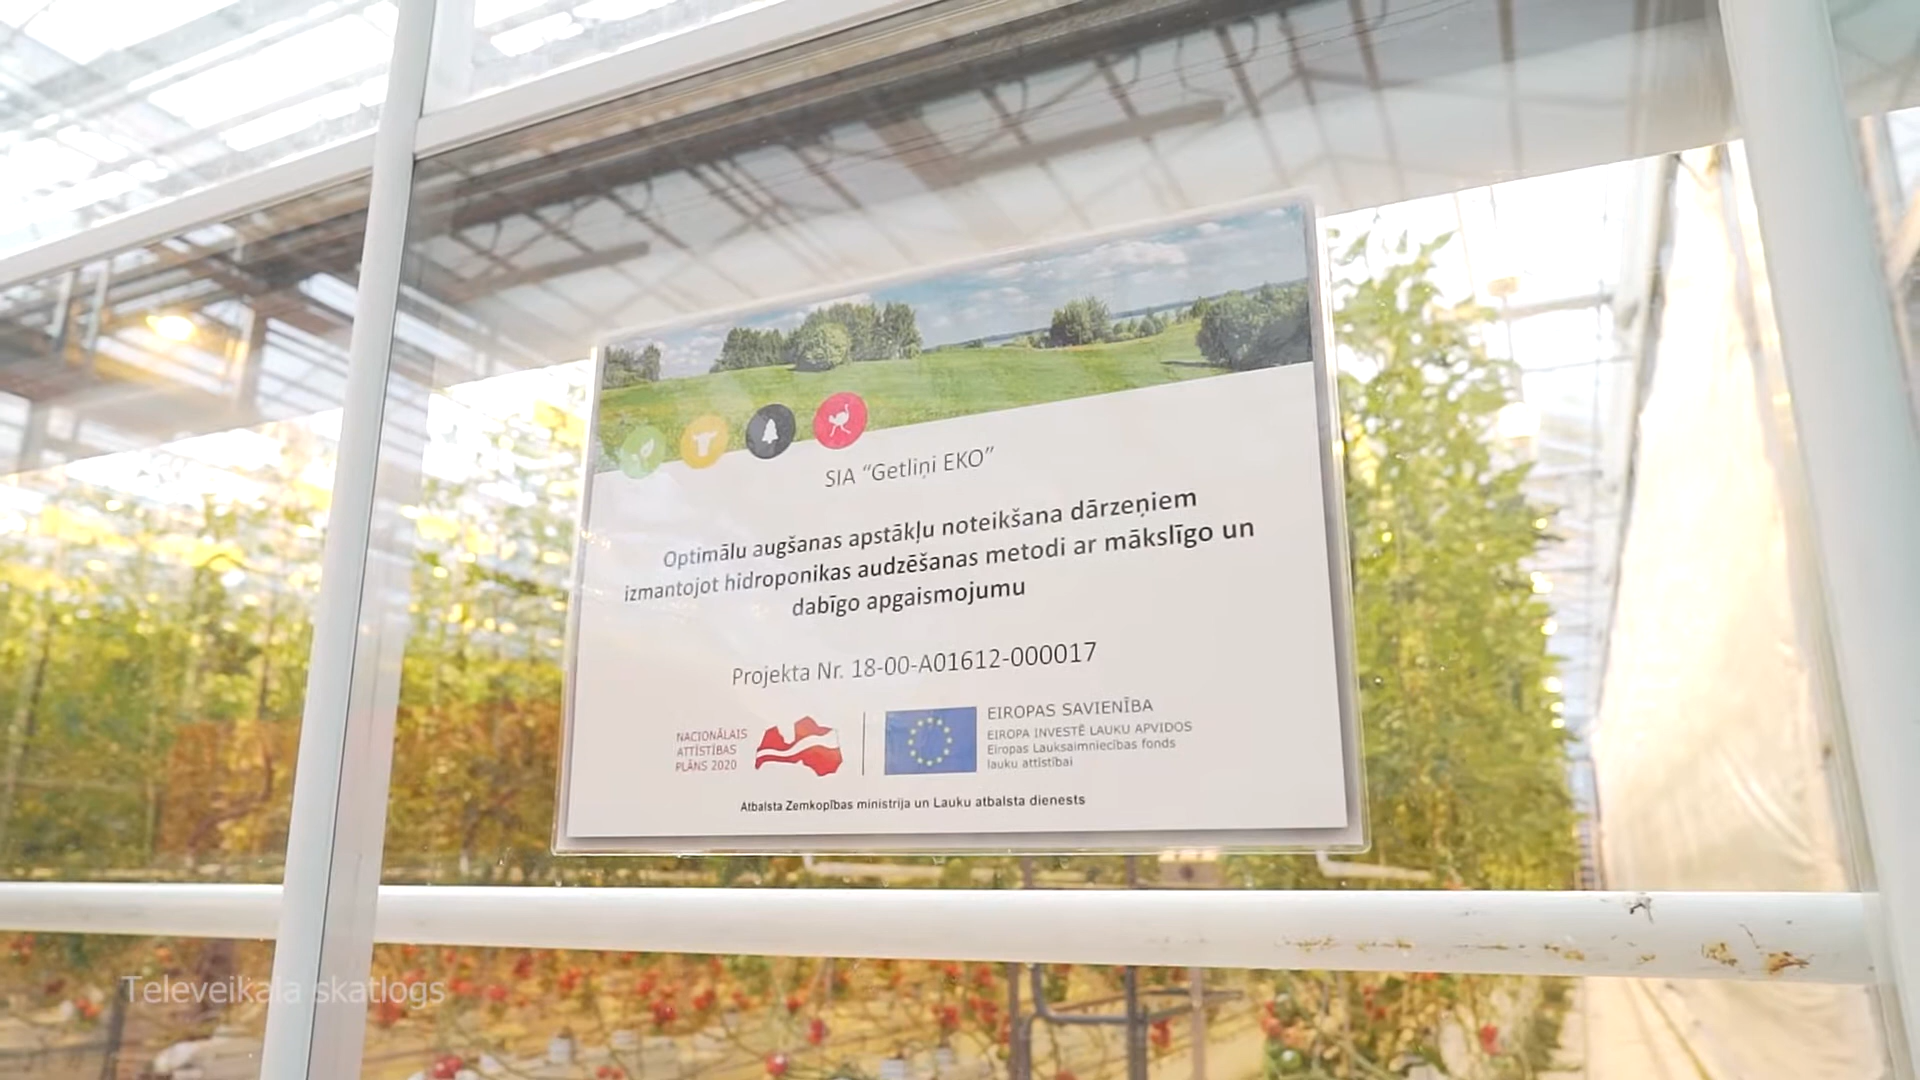 SIA “Getliņi EKO”
Optimālu augšanas apstākļu noteikšana dārzeņiem
izmantojot hidroponikas audzēšanas metodi ar mākslīgo un
dabīgo apgaismojumu
Projekta Nr. 18-00-A01612-000017
NACIONĀLAIS
ATTĪSTĪBAS
PLĀNS 2020
EIROPAS SAVIENĪBA
EIROPA INVESTĒ LAUKU APVIDOS
Eiropas Lauksaimniecības fonds
lauku attīstībai
Atbalsta Zemkopības ministrija un Lauku atbalsta dienests
Televeikala skatlogs